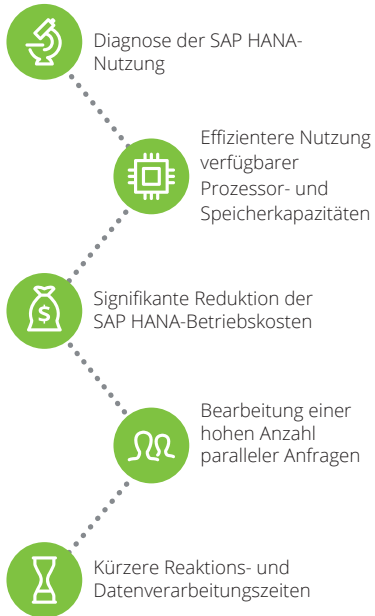 Diagnose der SAP HANA-
Nutzung
Effizientere Nutzung
verfügbarer
Prozessor- und
Speicherkapazitäten
$
Signifikante Reduktion der
SAP HANA-Betriebskosten
Bearbeitung einer
hohen Anzahl
paralleler Anfragen
Kürzere Reaktions- und
Datenverarbeitungszeiten